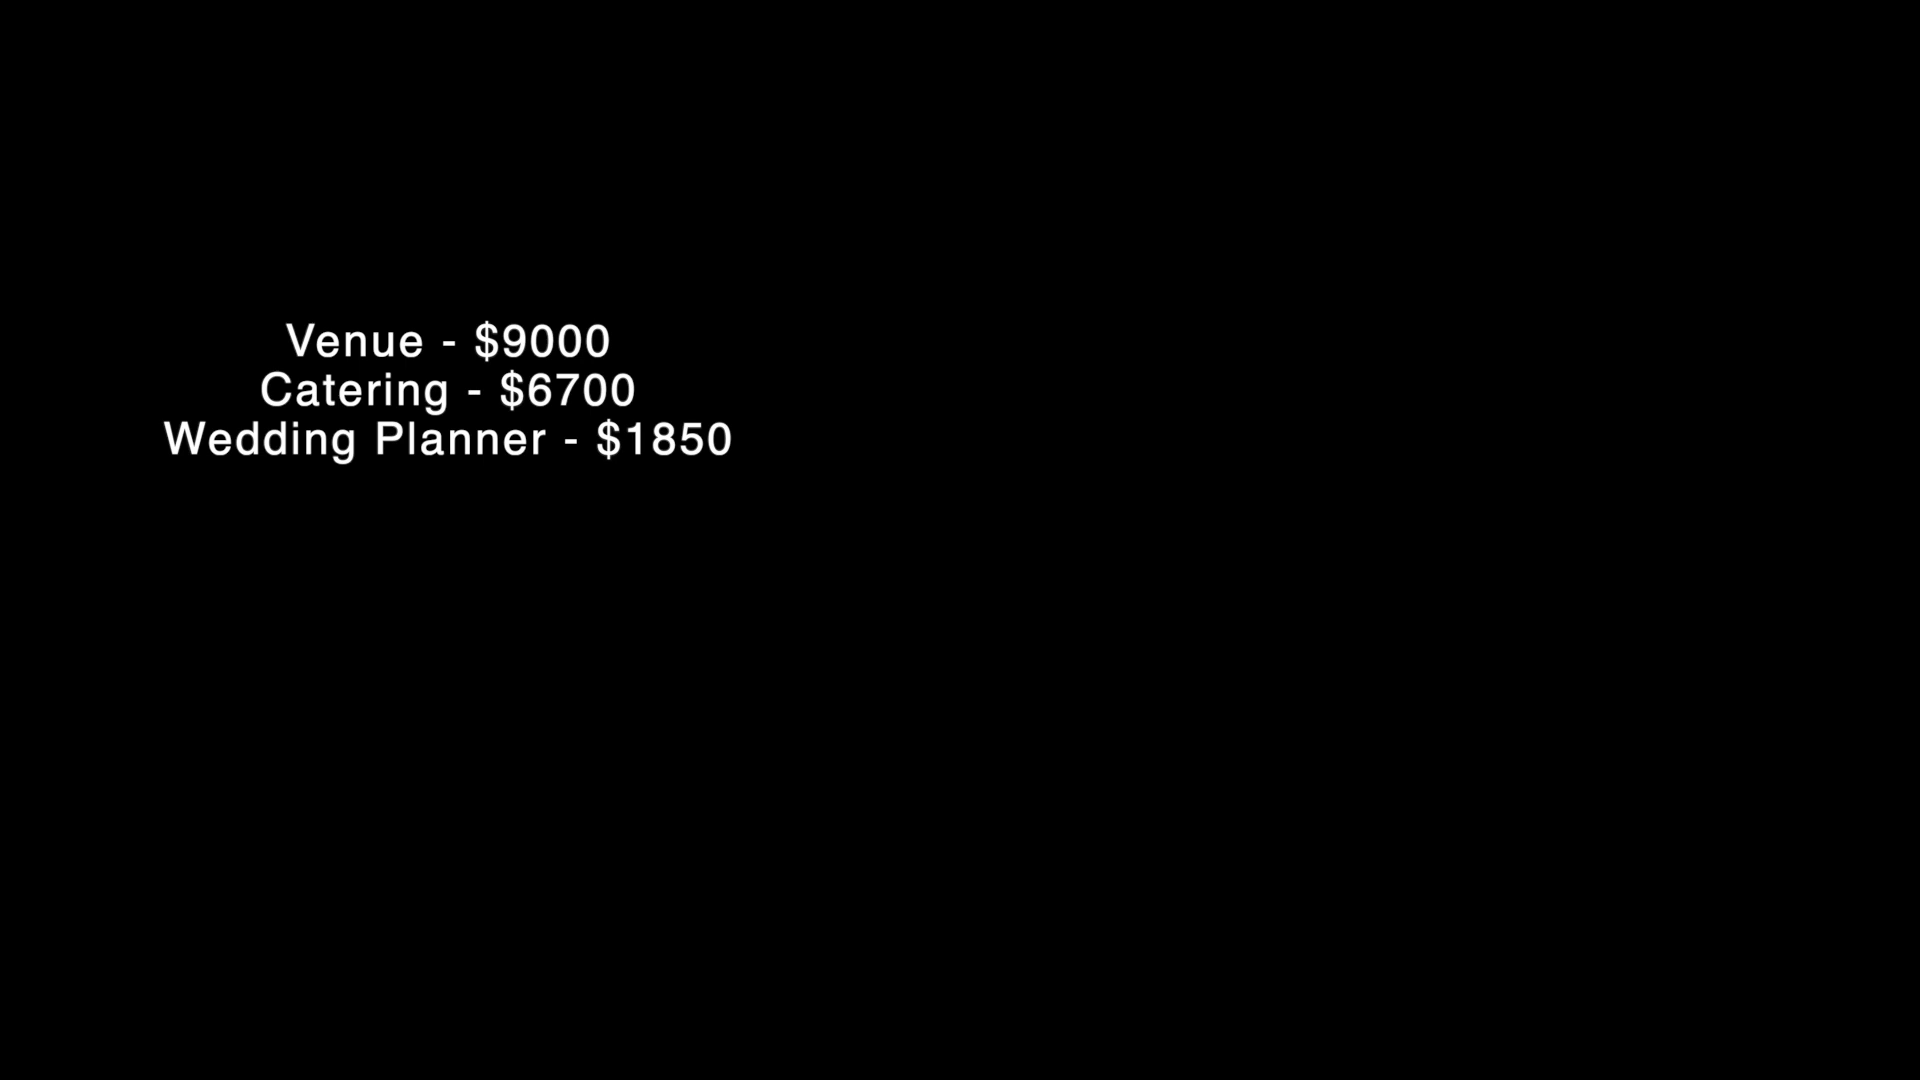 Venue - $9000
Catering - $6700
Wedding Planner - $1850